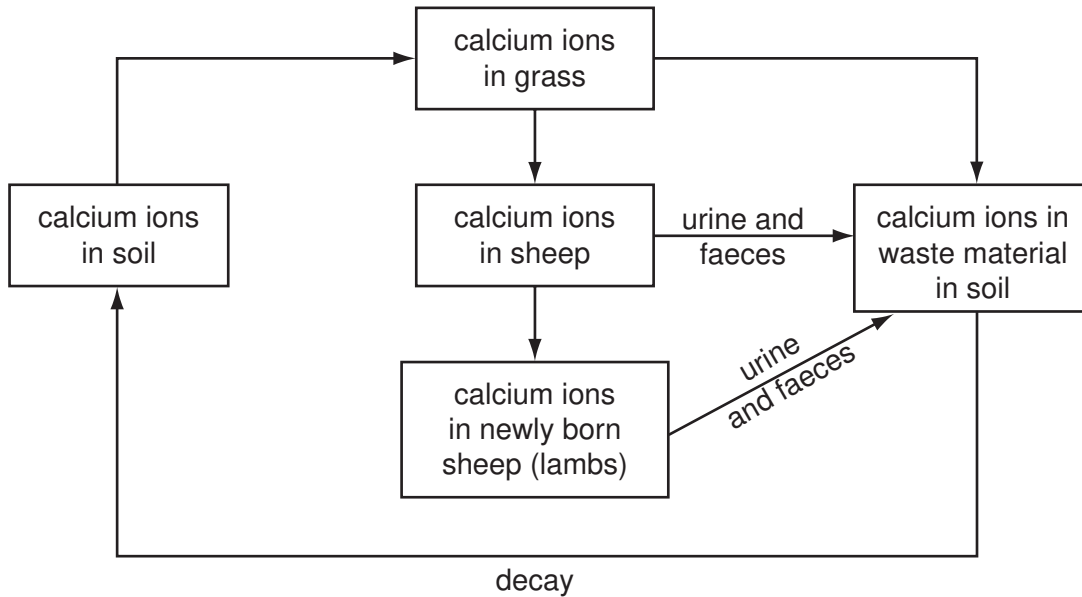 calcium ions
in grass
calcium ions
in soil
calcium ions
in sheep
urine and
faeces
calcium ions in
waste material
in soil
calcium ions
in newly born
sheep (lambs)
urine
and faeces
decay